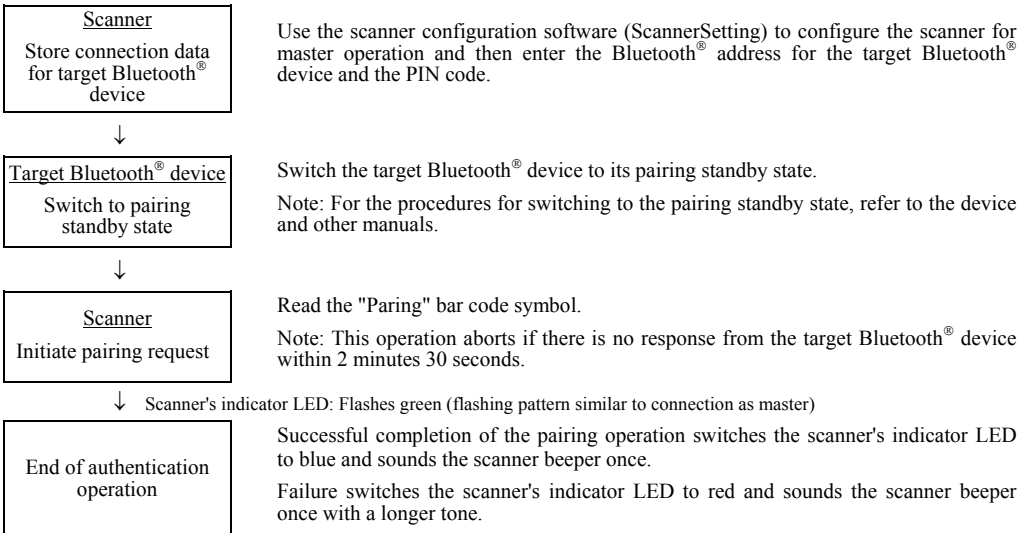 Scanner
Store connection data
for target Bluetooth®
device
Use the scanner configuration software (ScannerSetting) to configure the scanner for
master operation and then enter the Bluetooth® address for the target Bluetooth®
device and the PIN code.
↓
Target Bluetooth® device
Switch to pairing
standby state
Switch the target Bluetooth® device to its pairing standby state.
Note: For the procedures for switching to the pairing standby state, refer to the device
and other manuals.
↓
Scanner
Initiate pairing request
Read the "Paring" bar code symbol.
Note: This operation aborts if there is no response from the target Bluetooth® device
within 2 minutes 30 seconds.
↓ Scanner's indicator LED: Flashes green (flashing pattern similar to connection as master)
End of authentication
operation
Successful completion of the pairing operation switches the scanner's indicator LED
to blue and sounds the scanner beeper once.
Failure switches the scanner's indicator LED to red and sounds the scanner beeper
once with a longer tone.